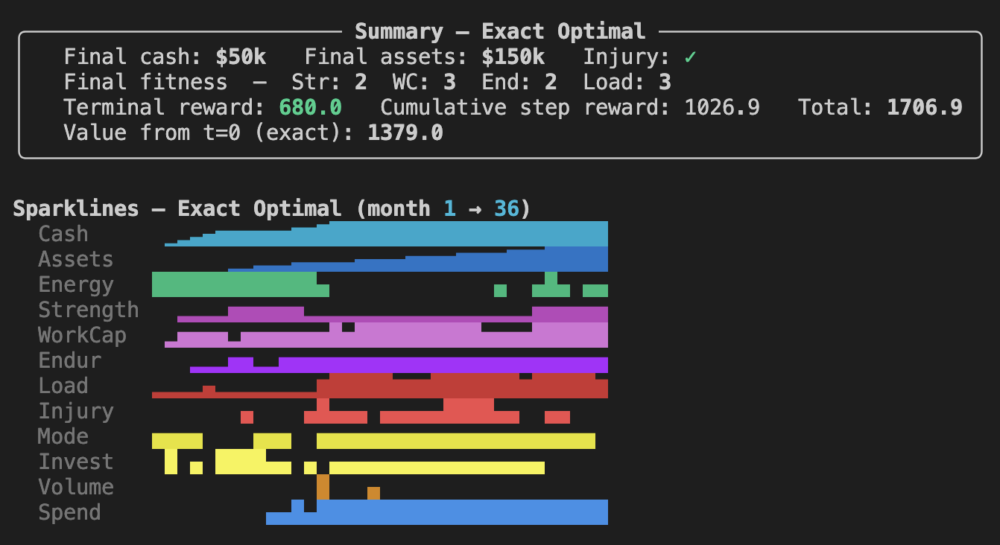 Summary — Exact Optimal
Final cash: $50k   Final assets: $150k   Injury: ✓
Final fitness  —  Str: 2  WC: 3  End: 2  Load: 3
Terminal reward: 680.0   Cumulative step reward: 1026.9   Total: 1706.9
Value from t=0 (exact): 1379.0
Sparklines — Exact Optimal (month 1 → 36)
Cash
Assets
Energy
Strength
WorkCap
Endur
Load
Injury
Mode
Invest
Volume
Spend